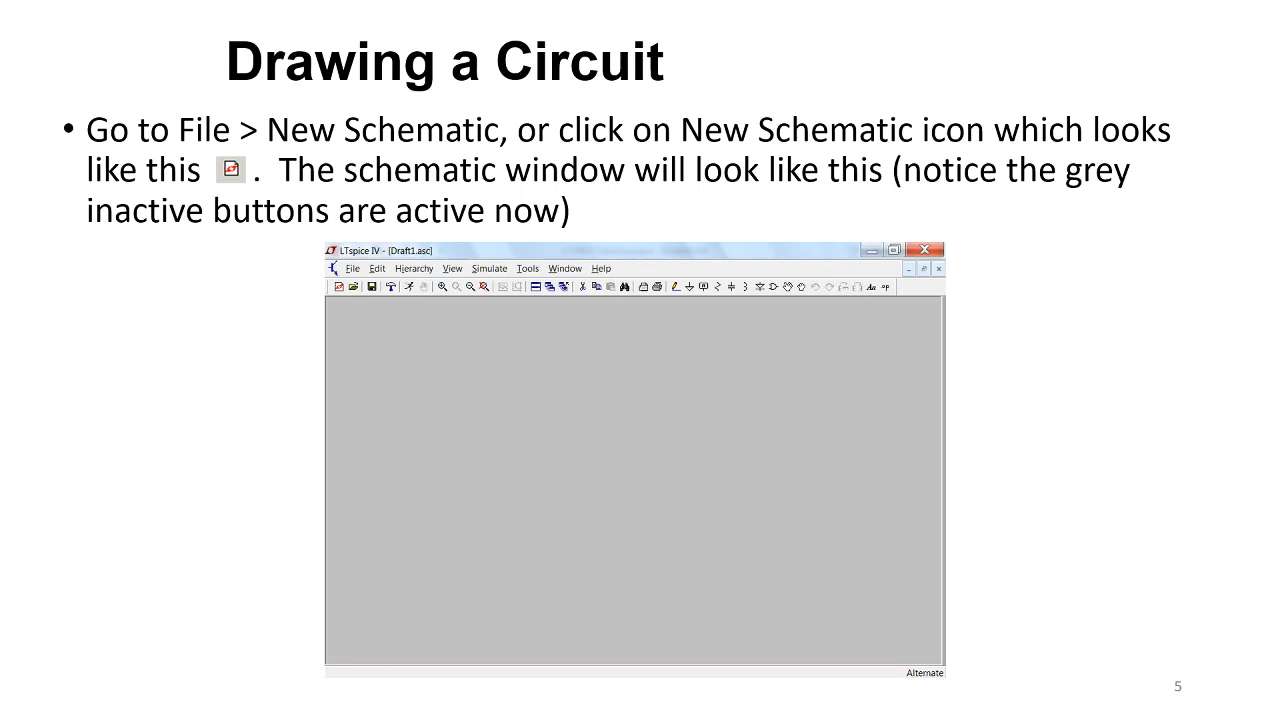 Drawing a Circuit
• Go to File > New Schematic, or click on New Schematic icon which looks
like this . The schematic window will look like this (notice the grey
inactive buttons are active now)
LTspice IV - [Draft1.asc]
File Edit Hierarchy View Simulate Tools Window Help
Aa .op
Alternate
5